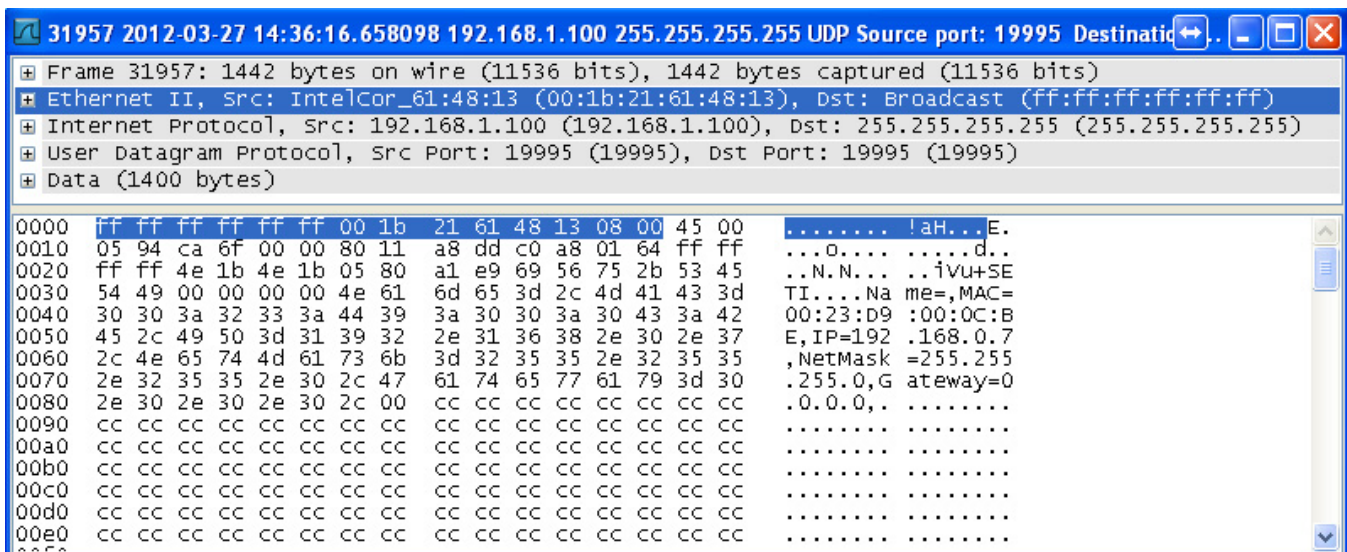 31957 2012-03-27 14:36:16.658098 192.168.1.100 255.255.255.255 UDP Source port: 19995 Destinatic
Frame 31957: 1442 bytes on wire (11536 bits), 1442 bytes captured (11536 bits)
Ethernet II, Src: IntelCor_61:48:13 (00:1b:21:61:48:13), Dst: Broadcast (ff:ff:ff:ff:ff:ff)
Internet Protocol, Src: 192.168.1.100 (192.168.1.100), Dst: 255.255.255.255 (255.255.255.255)
User Datagram Protocol, Src Port: 19995 (19995), Dst Port: 19995 (19995)
Data (1400 bytes)
0000 ff ff ff ff ff ff 00 1b 21 61 48 13 08 00 45 00 ........ !aH...E.
0010 05 94 ca 6f 00 00 80 11 a8 dd c0 a8 01 64 ff ff ...o.... .....d..
0020 ff ff 4e 1b 4e 1b 05 80 a1 e9 69 56 75 2b 53 45 ..N.N... ..iVu+SE
0030 54 49 00 00 00 00 4e 61 6d 65 3d 2c 4d 41 43 3d TI....Na me=,MAC=
0040 30 30 3a 32 33 3a 44 39 3a 30 30 3a 30 43 3a 42 00:23:D9 :00:0C:B
0050 45 2c 49 50 3d 31 39 32 2e 31 36 38 2e 30 2e 37 E,IP=192 .168.0.7
0060 2c 4e 65 74 4d 61 73 6b 3d 32 35 35 2e 32 35 35 ,NetMask =255.255
0070 2e 32 35 35 2e 30 2c 47 61 74 65 77 61 79 3d 30 .255.0,G ateway=0
0080 2e 30 2e 30 2e 30 2c 00 cc cc cc cc cc cc cc cc .0.0.0,. ........
0090 cc cc cc cc cc cc cc cc cc cc cc cc cc cc cc cc ........ ........
00a0 cc cc cc cc cc cc cc cc cc cc cc cc cc cc cc cc ........ ........
00b0 cc cc cc cc cc cc cc cc cc cc cc cc cc cc cc cc ........ ........
00c0 cc cc cc cc cc cc cc cc cc cc cc cc cc cc cc cc ........ ........
00d0 cc cc cc cc cc cc cc cc cc cc cc cc cc cc cc cc ........ ........
00e0 cc cc cc cc cc cc cc cc cc cc cc cc cc cc cc cc ........ ........